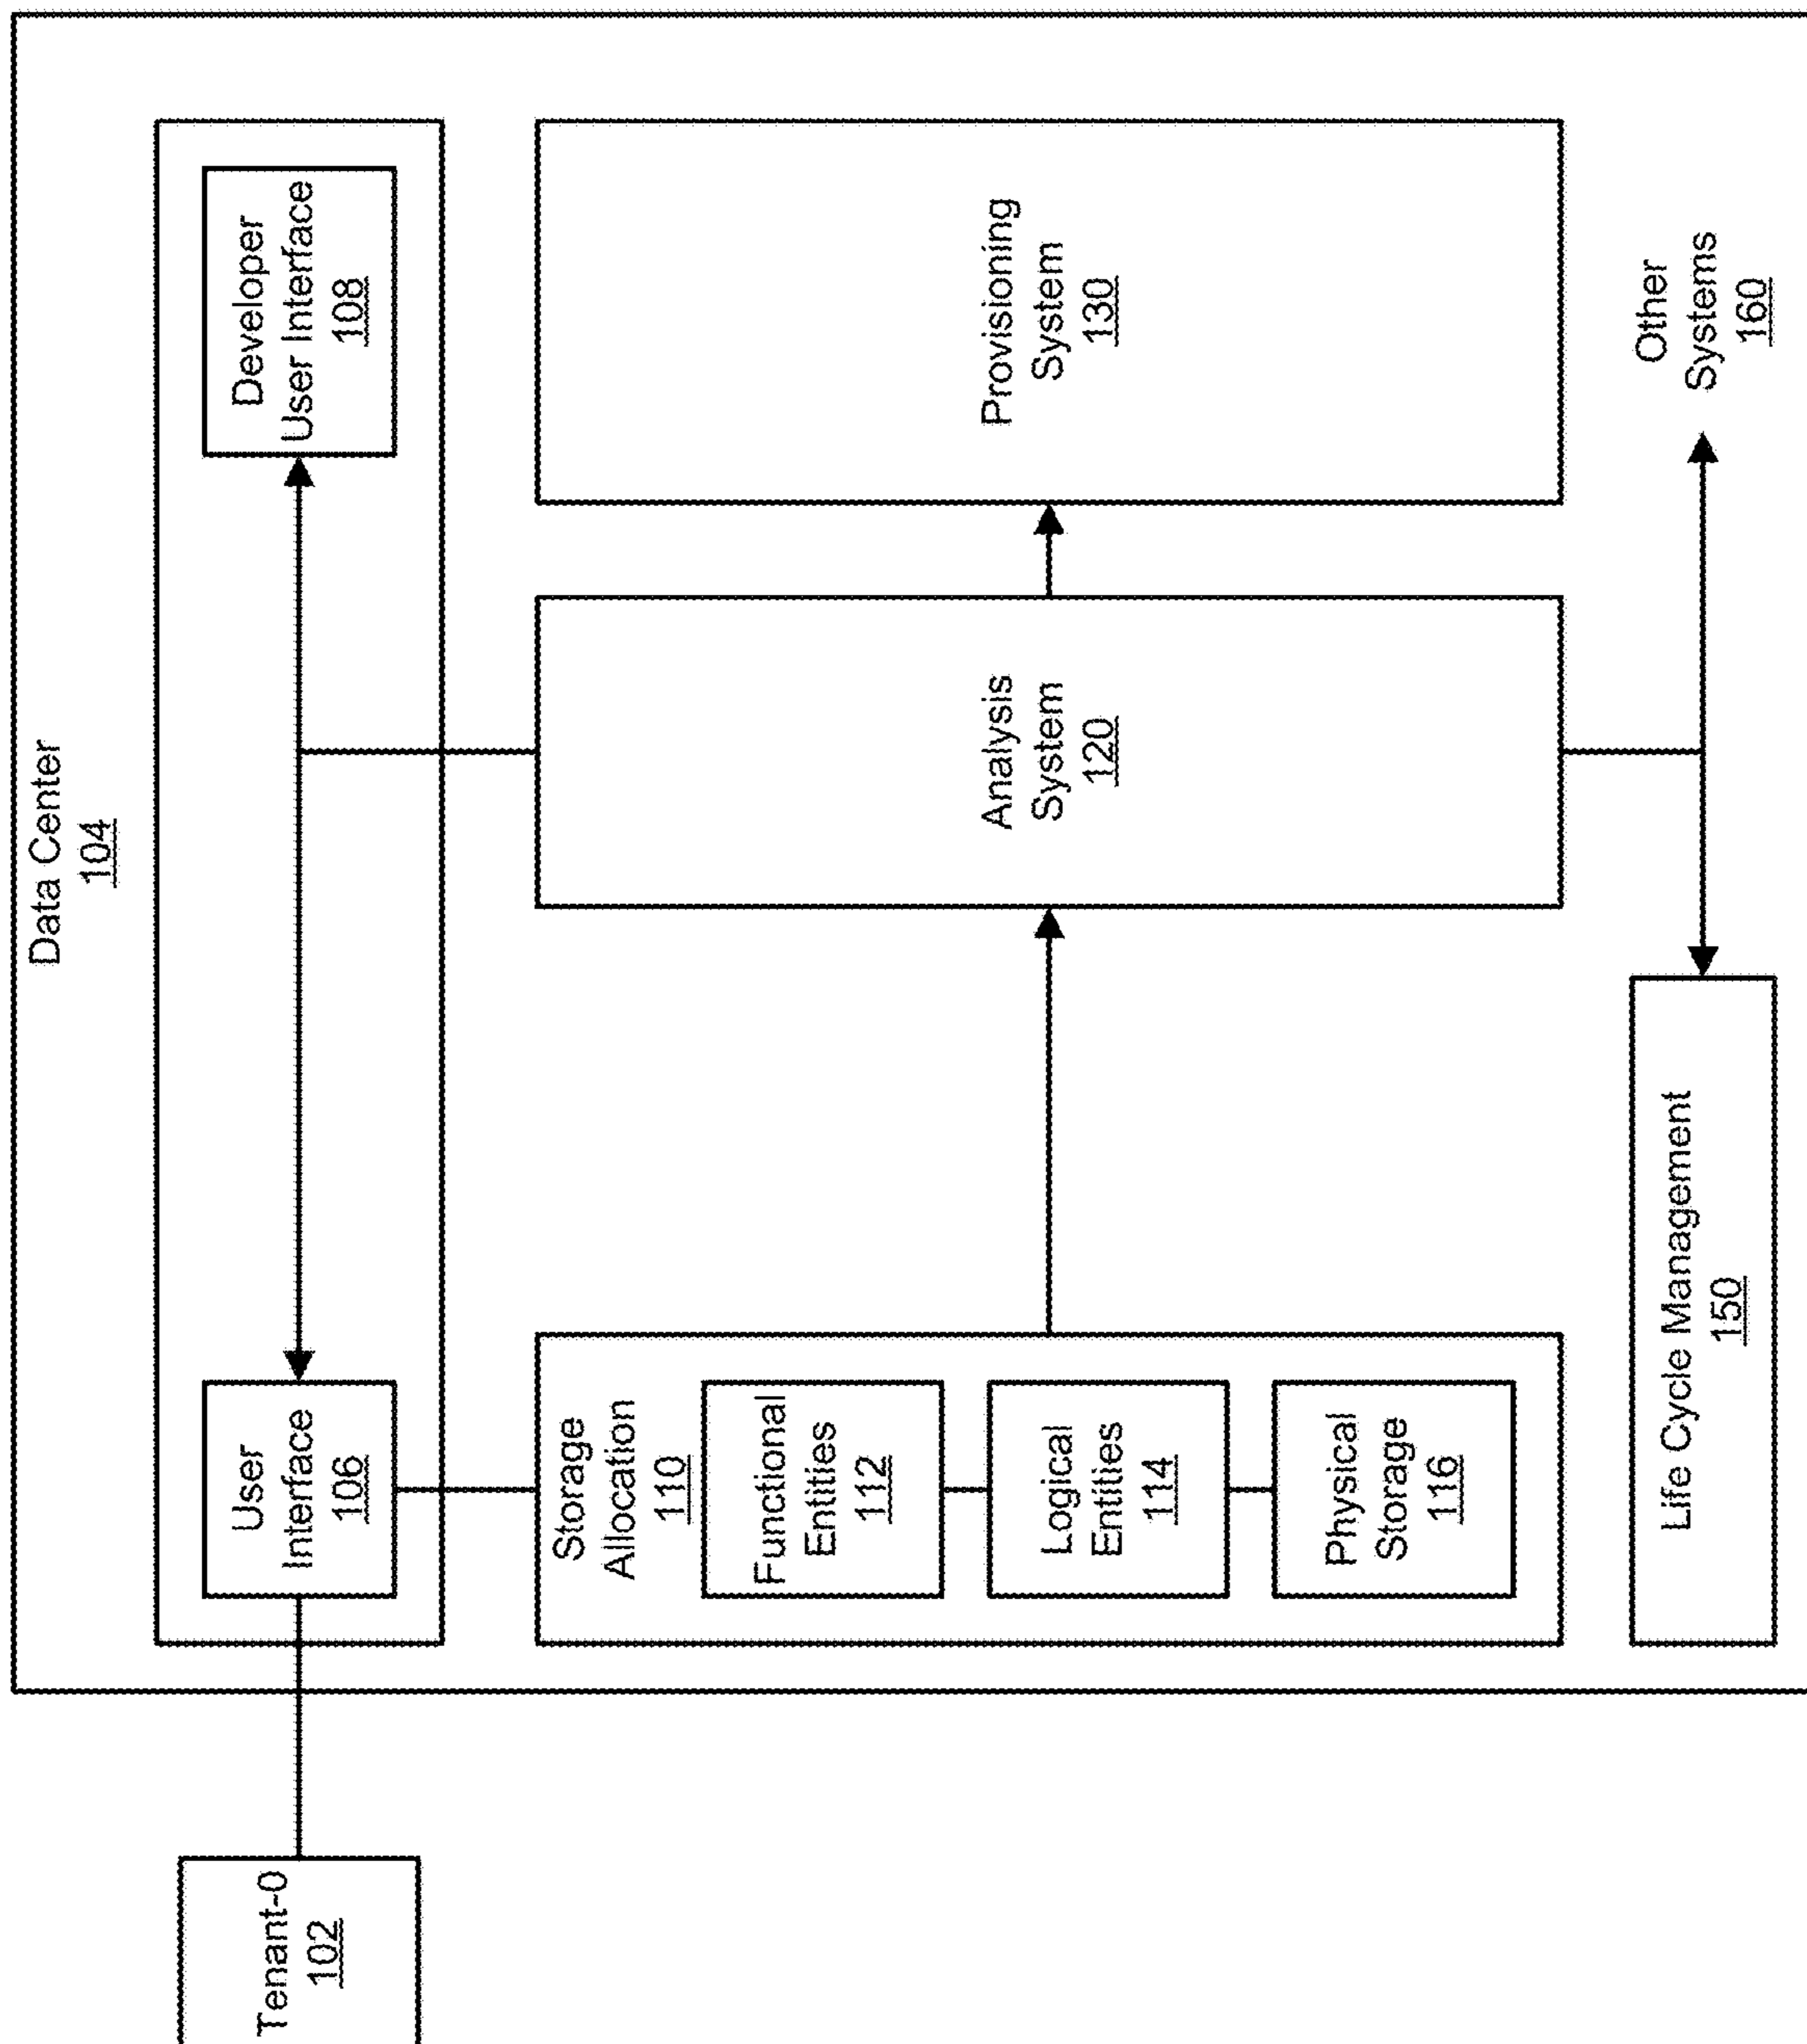 Data Center
104
Tenant-0
102
User
Interface
106
Developer
User Interface
108
Storage
Allocation
110
Functional
Entities
112
Logical
Entities
114
Physical
Storage
116
Analysis
System
120
Provisioning
System
130
Life Cycle Management
150
Other
Systems
160